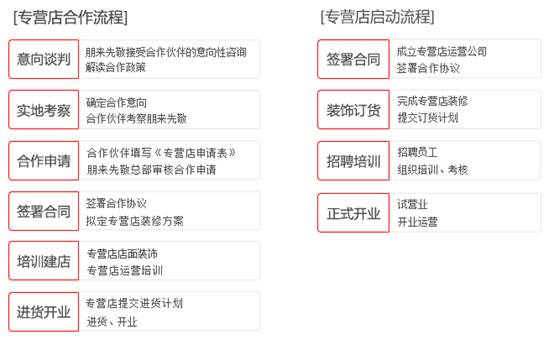 [专营店合作流程]
意向谈判
朋来先敬接受合作伙伴的意向性咨询
解读合作政策
实地考察
确定合作意向
合作伙伴考察朋来先敬
合作申请
合作伙伴填写《专营店申请表》
朋来先敬总部审核合作申请
签署合同
签署合作协议
拟定专营店装修方案
培训建店
专营店店面装饰
专营店运营培训
进货开业
专营店提交进货计划
进货、开业
[专营店启动流程]
签署合同
成立专营店运营公司
签署合作协议
装饰订货
完成专营店装修
提交订货计划
招聘培训
招聘员工
组织培训、考核
正式开业
试营业
开业运营